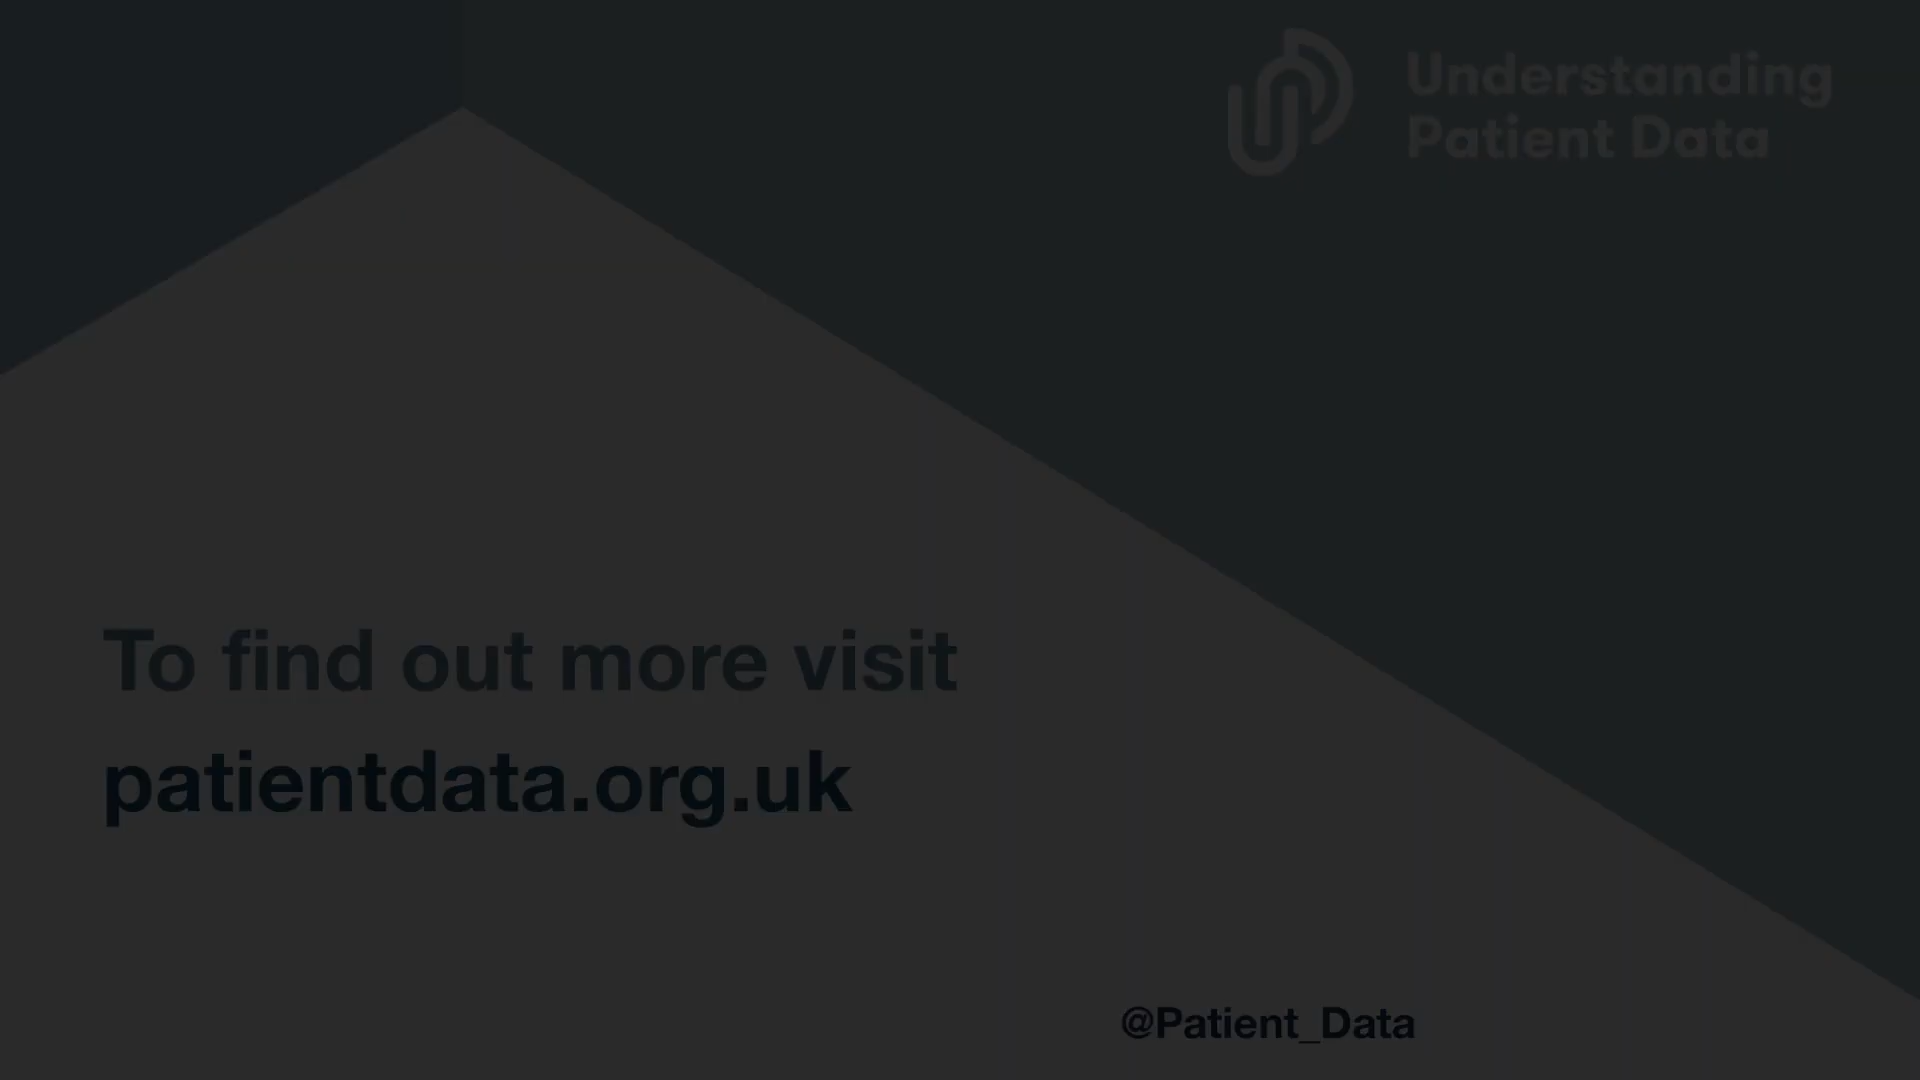 Understanding
Patient Data
To find out more visit
patientdata.org.uk
@Patient_Data